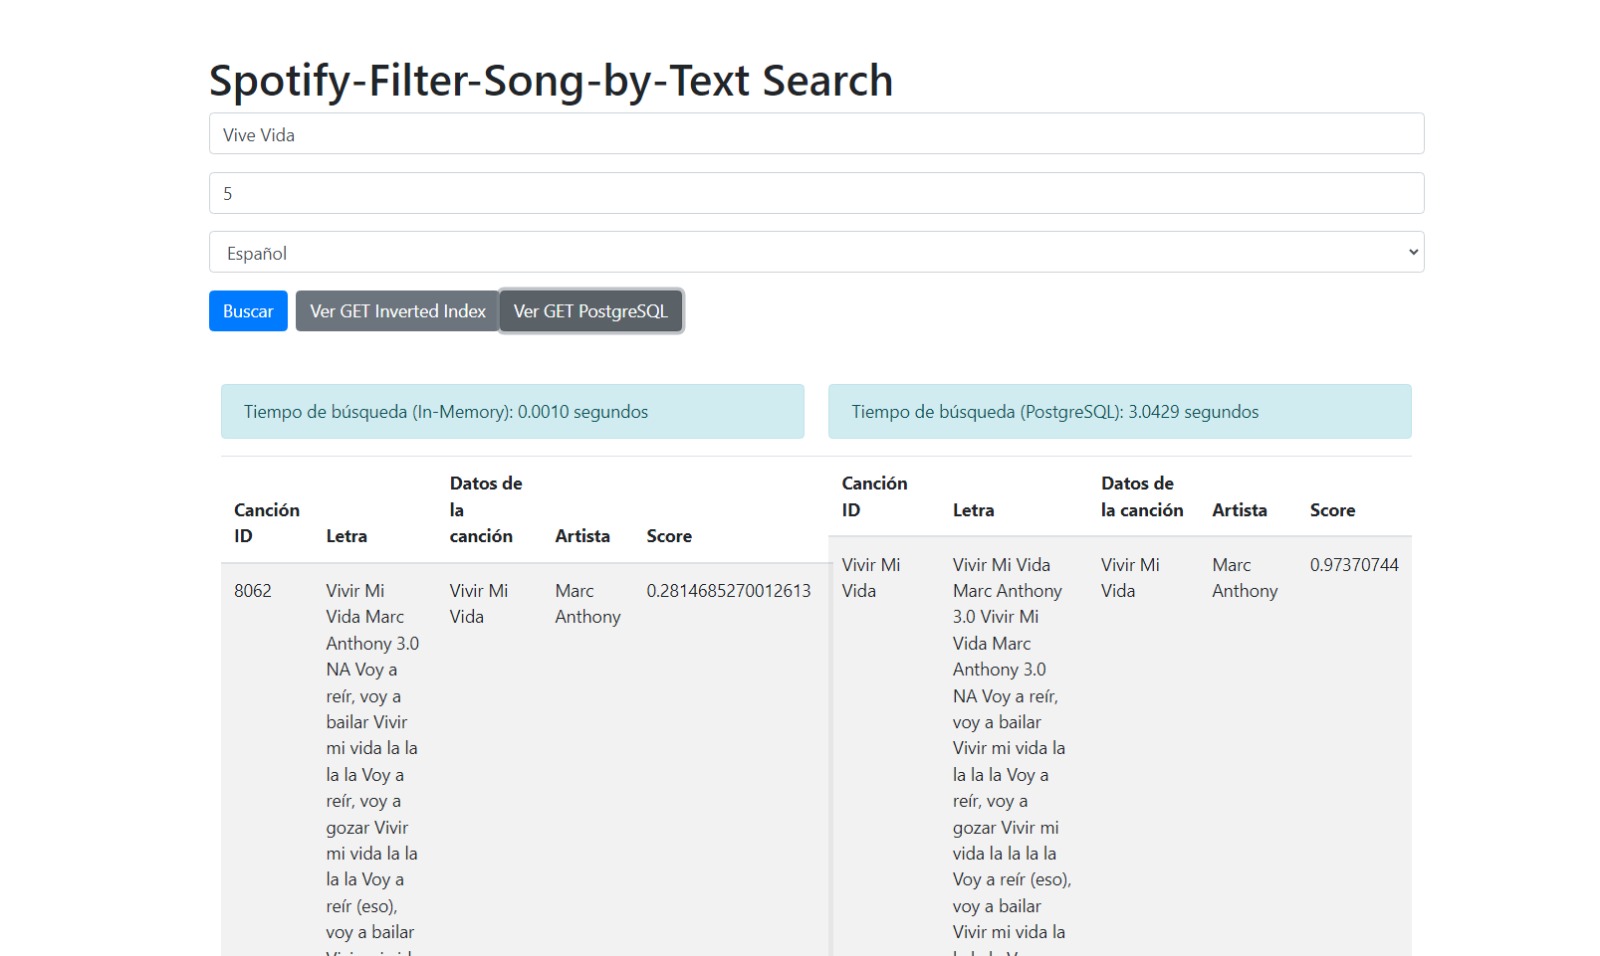 Spotify-Filter-Song-by-Text Search
Vive Vida
5
Español
Buscar
Ver GET Inverted Index
Ver GET PostgreSQL
Tiempo de búsqueda (In-Memory): 0.0010 segundos
Canción
ID
Letra
Datos de
la
canción
Artista
Score
8062
Vivir Mi
Vida Marc
Anthony 3.0
NA Voy a
reír, voy a
bailar Vivir
mi vida la la
la la Voy a
reír, voy a
gozar Vivir
mi vida la la
la la Voy a
reír (eso),
voy a bailar
Vivir Mi
Vida
Marc
Anthony
0.2814685270012613
Tiempo de búsqueda (PostgreSQL): 3.0429 segundos
Canción
ID
Letra
Datos de
la canción
Artista
Score
Vivir Mi
Vida
Vivir Mi Vida
Marc Anthony
3.0 Vivir Mi
Vida Marc
Anthony 3.0
NA Voy a reír,
voy a bailar
Vivir mi vida la
la la la Voy a
reír, voy a
gozar Vivir mi
vida la la la la
Voy a reír (eso),
voy a bailar
Vivir mi vida la
Vivir Mi
Vida
Marc
Anthony
0.97370744